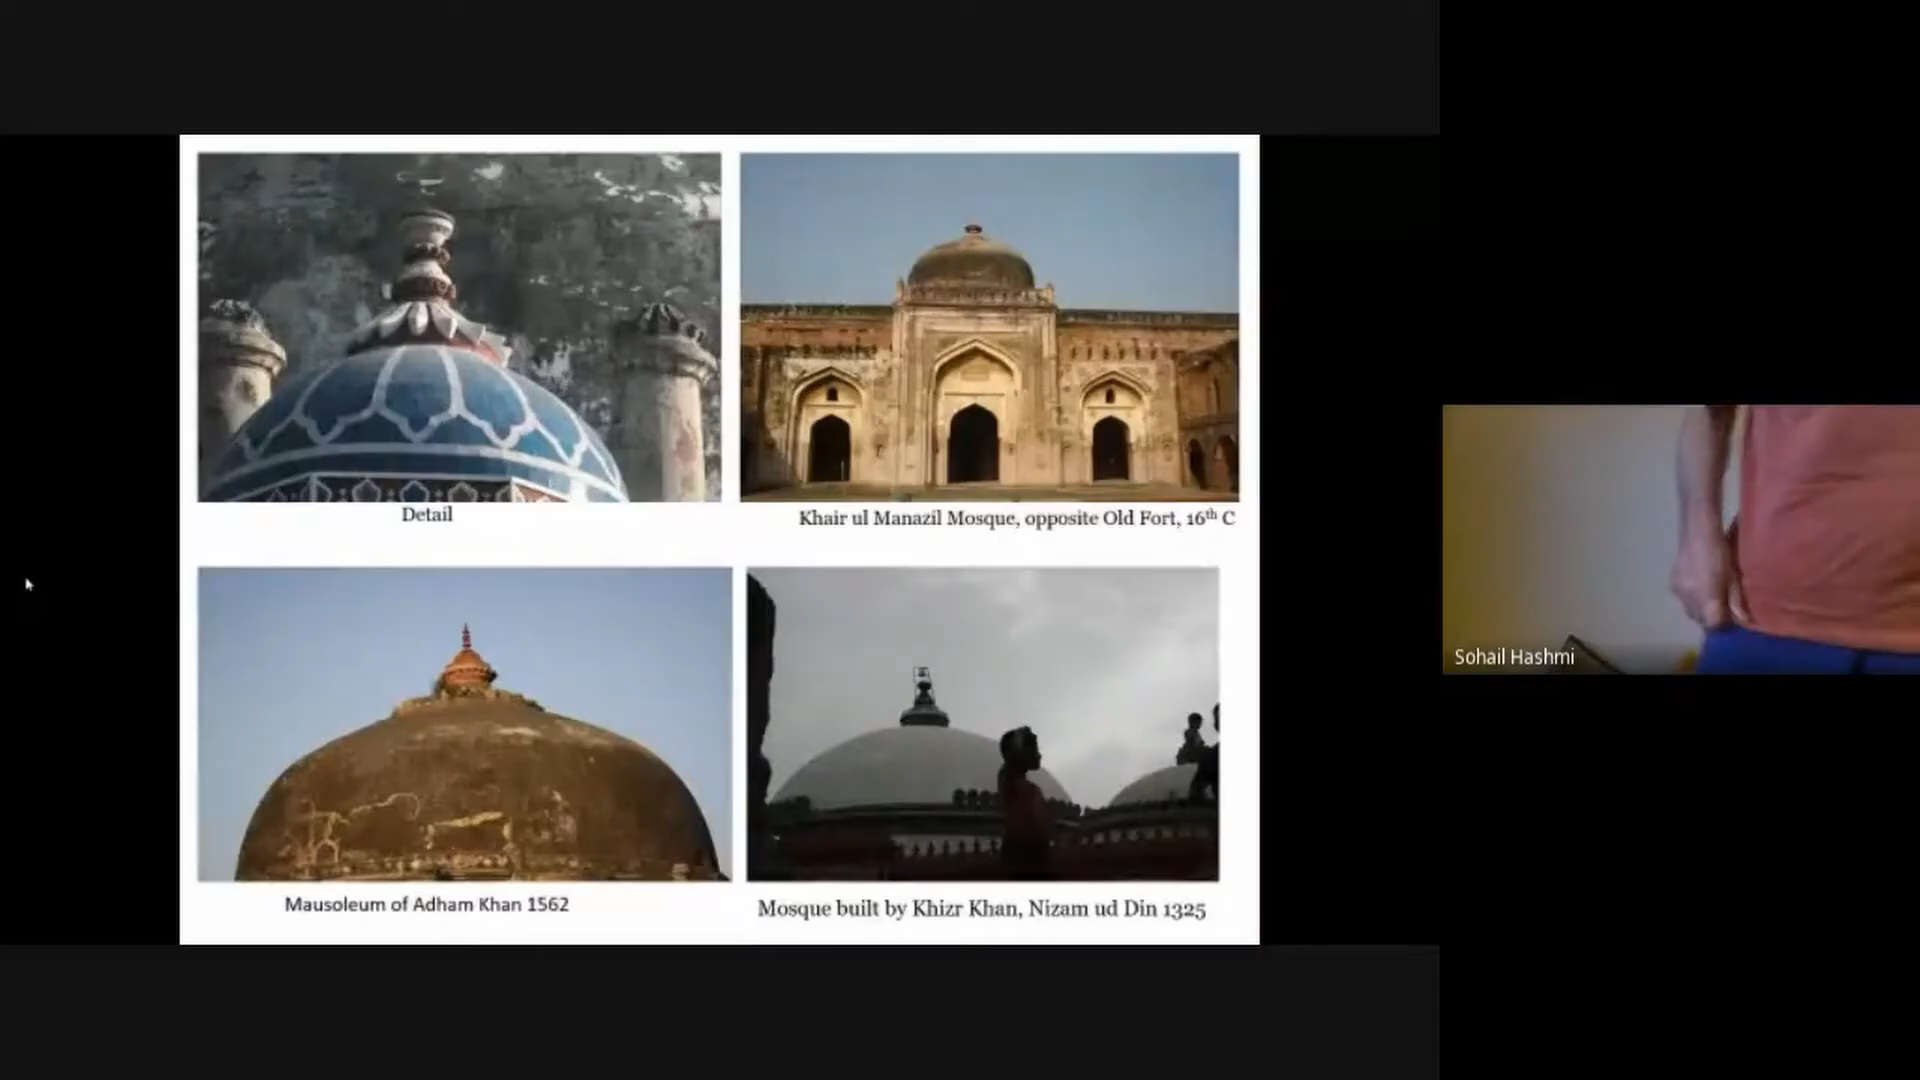 Detail
Khair ul Manazil Mosque, opposite Old Fort, 16th C
Mausoleum of Adham Khan 1562
Mosque built by Khizr Khan, Nizam ud Din 1325
Sohail Hashmi